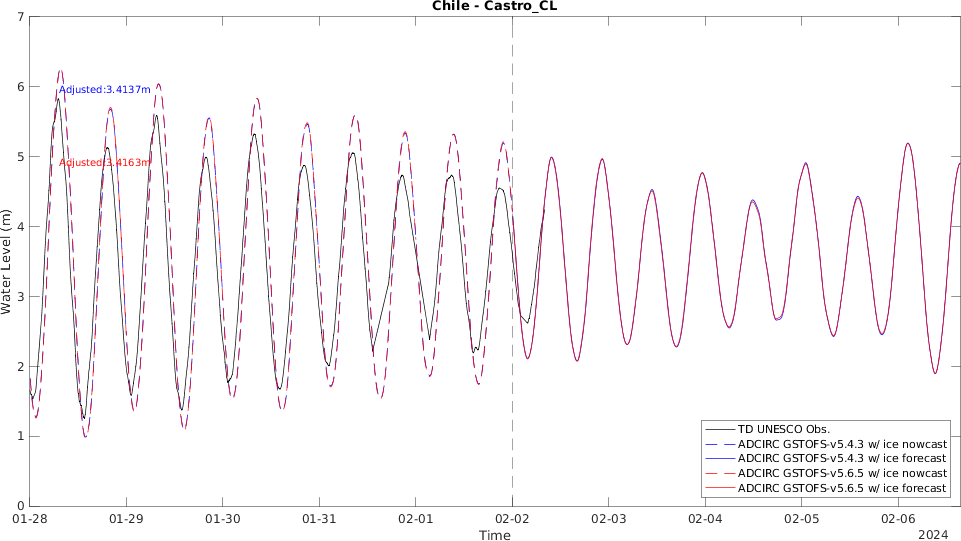 Chile - Castro_CL
7
6
5
4
3
2
1
0
Water Level (m)
Adjusted:3.4137m
Adjusted:3.4163m
TD UNESCO Obs.
ADCIRC GSTOFS-v5.4.3 w/ ice nowcast
ADCIRC GSTOFS-v5.4.3 w/ ice forecast
ADCIRC GSTOFS-v5.6.5 w/ ice nowcast
ADCIRC GSTOFS-v5.6.5 w/ ice forecast
01-28 01-29 01-30 01-31 02-01 02-02 02-03 02-04 02-05 02-06
Time
2024